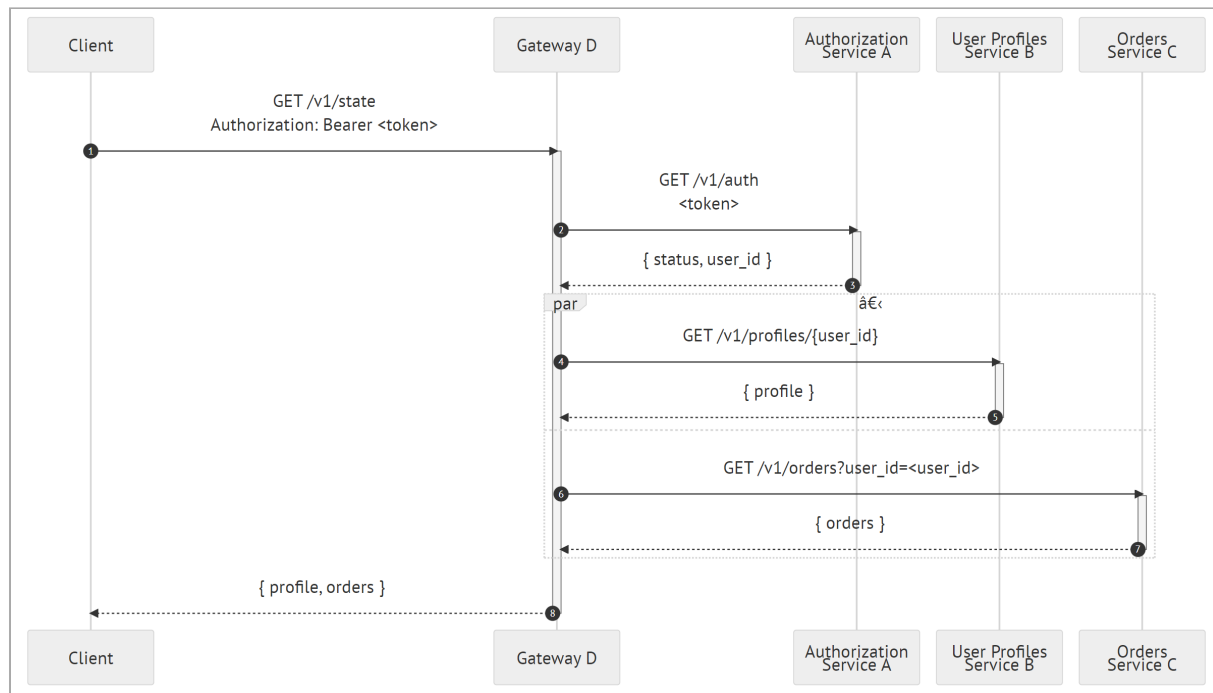 Client
Gateway D
Authorization
Service A
User Profiles
Service B
Orders
Service C
GET /v1/state
Authorization: Bearer <token>
1
GET /v1/auth
<token>
2
{ status, user_id }
3
par
â€‹
GET /v1/profiles/{user_id}
4
{ profile }
5
GET /v1/orders?user_id=<user_id>
6
{ orders }
7
{ profile, orders }
8
Client
Gateway D
Authorization
Service A
User Profiles
Service B
Orders
Service C